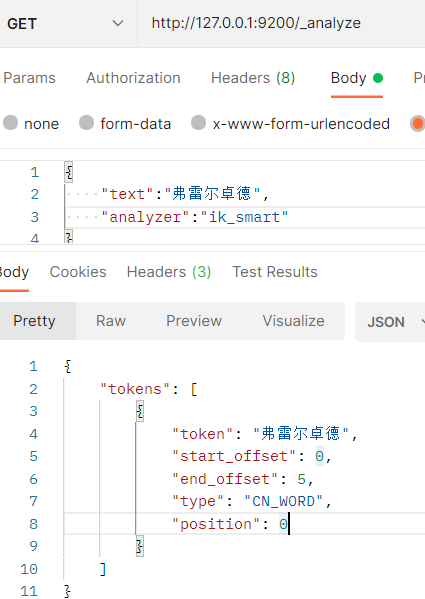 GET http://127.0.0.1:9200/_analyze
Params Authorization Headers (8) Body
none form-data x-www-form-urlencoded
1 {
2 ····"text":"弗雷尔卓德",
3 ····"analyzer":"ik_smart"
4 }
Body Cookies Headers (3) Test Results
Pretty Raw Preview Visualize JSON
1 {
2 "tokens": [
3 {
4 "token": "弗雷尔卓德",
5 "start_offset": 0,
6 "end_offset": 5,
7 "type": "CN_WORD",
8 "position": 0
9 }
10 ]
11 }